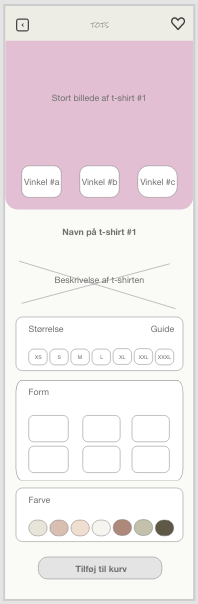 TOTS
Stort billede af t-shirt #1
Vinkel #a Vinkel #b Vinkel #c
Navn på t-shirt #1
Beskrivelse af t-shirten
Størrelse Guide
XS S M L XL XXL XXXL
Form
Farve
Tilføj til kurv